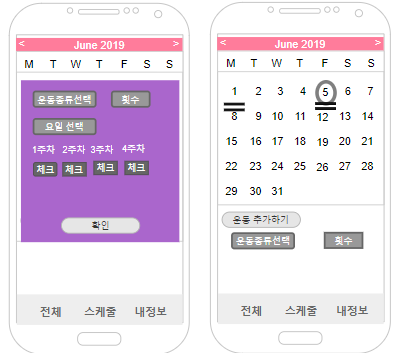 < June 2019 >
M T W T F S S
운동종류선택 횟수
요일 선택
1주차 2주차 3주차 4주차
체크 체크 체크 체크
확인
전체 스케줄 내정보
< June 2019 >
M T W T F S S
1 2 3 4 5 6 7
8 9 10 11 12 13 14
15 16 17 18 19 20 21
22 23 24 25 26 27 28
29 30 31
운동 추가하기
운동종류선택 횟수
전체 스케줄 내정보